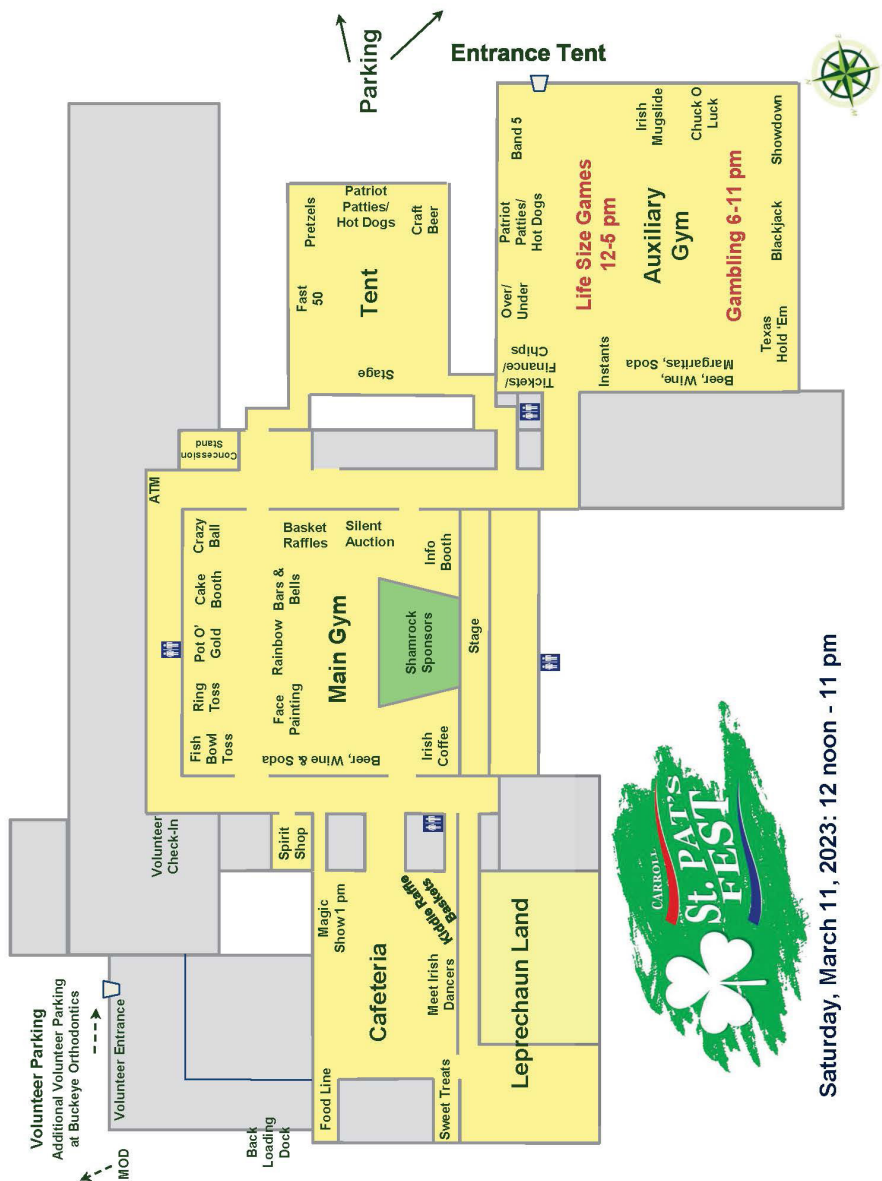 Volunteer Parking
Additional Volunteer Parking
at Buckeye Orthodontics
MOD
Volunteer Entrance
Back
Loading
Dock
Volunteer
Check-In
ATM
Concession
Stand
Parking
Entrance Tent
Food Line
Sweet Treats
Cafeteria
Magic
Show 1 pm
Meet Irish
Dancers
Kiddie Raffle
Baskets
Leprechaun Land
Spirit
Shop
Fish
Bowl
Toss
Ring
Toss
Pot O'
Gold
Cake
Booth
Crazy
Ball
Face
Painting
Rainbow
Bars &
Bells
Basket
Raffles
Silent
Auction
Main Gym
Beer, Wine & Soda
Irish
Coffee
Shamrock
Sponsors
Info
Booth
Stage
Stage
Fast
50
Pretzels
Tent
Patriot
Patties/
Hot Dogs
Craft
Beer
Tickets/
Finance/
Chips
Over/
Under
Patriot
Patties/
Hot Dogs
Band 5
Life Size Games
12-5 pm
Instants
Auxiliary
Gym
Irish
Mugslide
Chuck O
Luck
Beer, Wine,
Margaritas, Soda
Gambling 6-11 pm
Texas
Hold 'Em
Blackjack
Showdown
CARROLL
St. PAT'S
FEST
Saturday, March 11, 2023: 12 noon - 11 pm